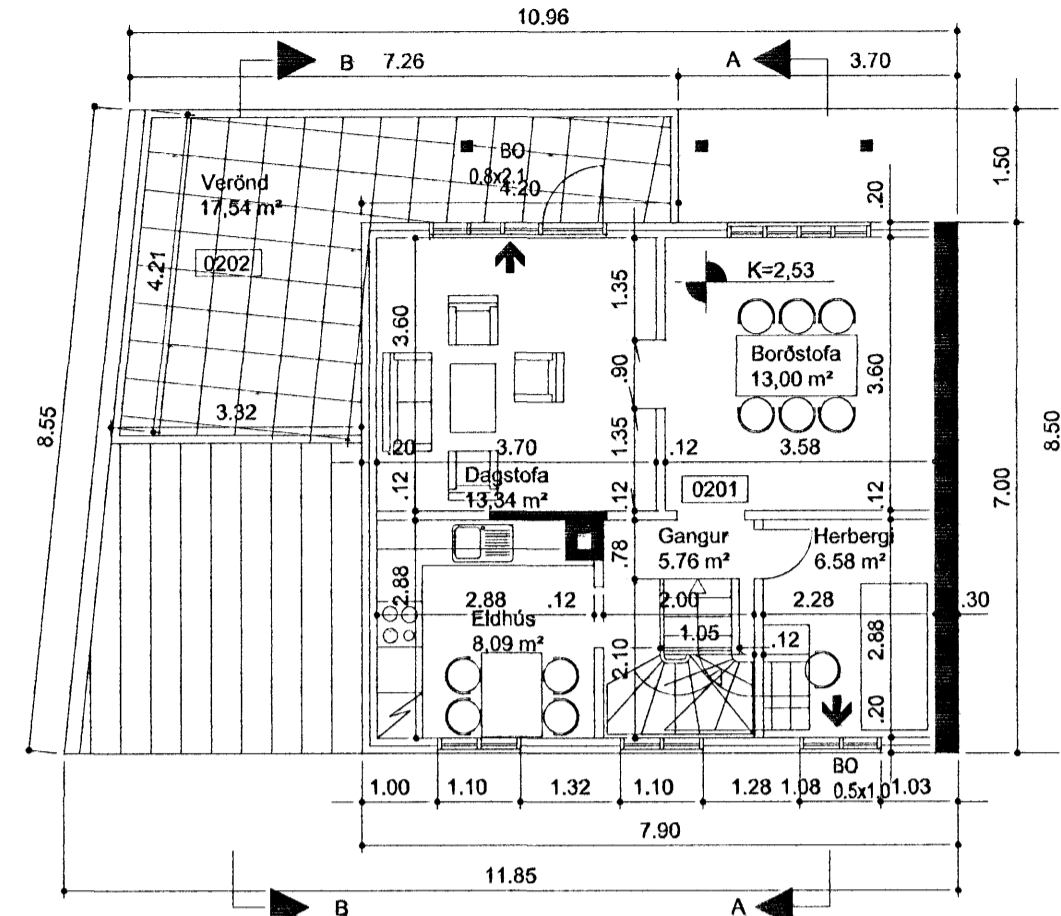 10.96
B 7.26 A 3.70
BO
0.8x2.1
4.20
1.50
.20
Verönd
17,54 m²
0202
4.21
3.32
8.55
3.60
1.35
.90
1.35
K=2,53
Borðstofa
13,00 m²
3.60
8.50
7.00
.20 3.70 .12 3.58
Dagstofa
13,34 m²
.12
.12
0201
.12
Gangur
5.76 m²
Herbergi
6.58 m²
.78
2.88
2.88 .12 2.00 2.28 .30
Eldhús
8,09 m²
1.05
.12
2.10
2.88
.20
BO
0.5x1.0
1.00 1.10 1.32 1.10 1.28 1.08 1.03
7.90
11.85
B A